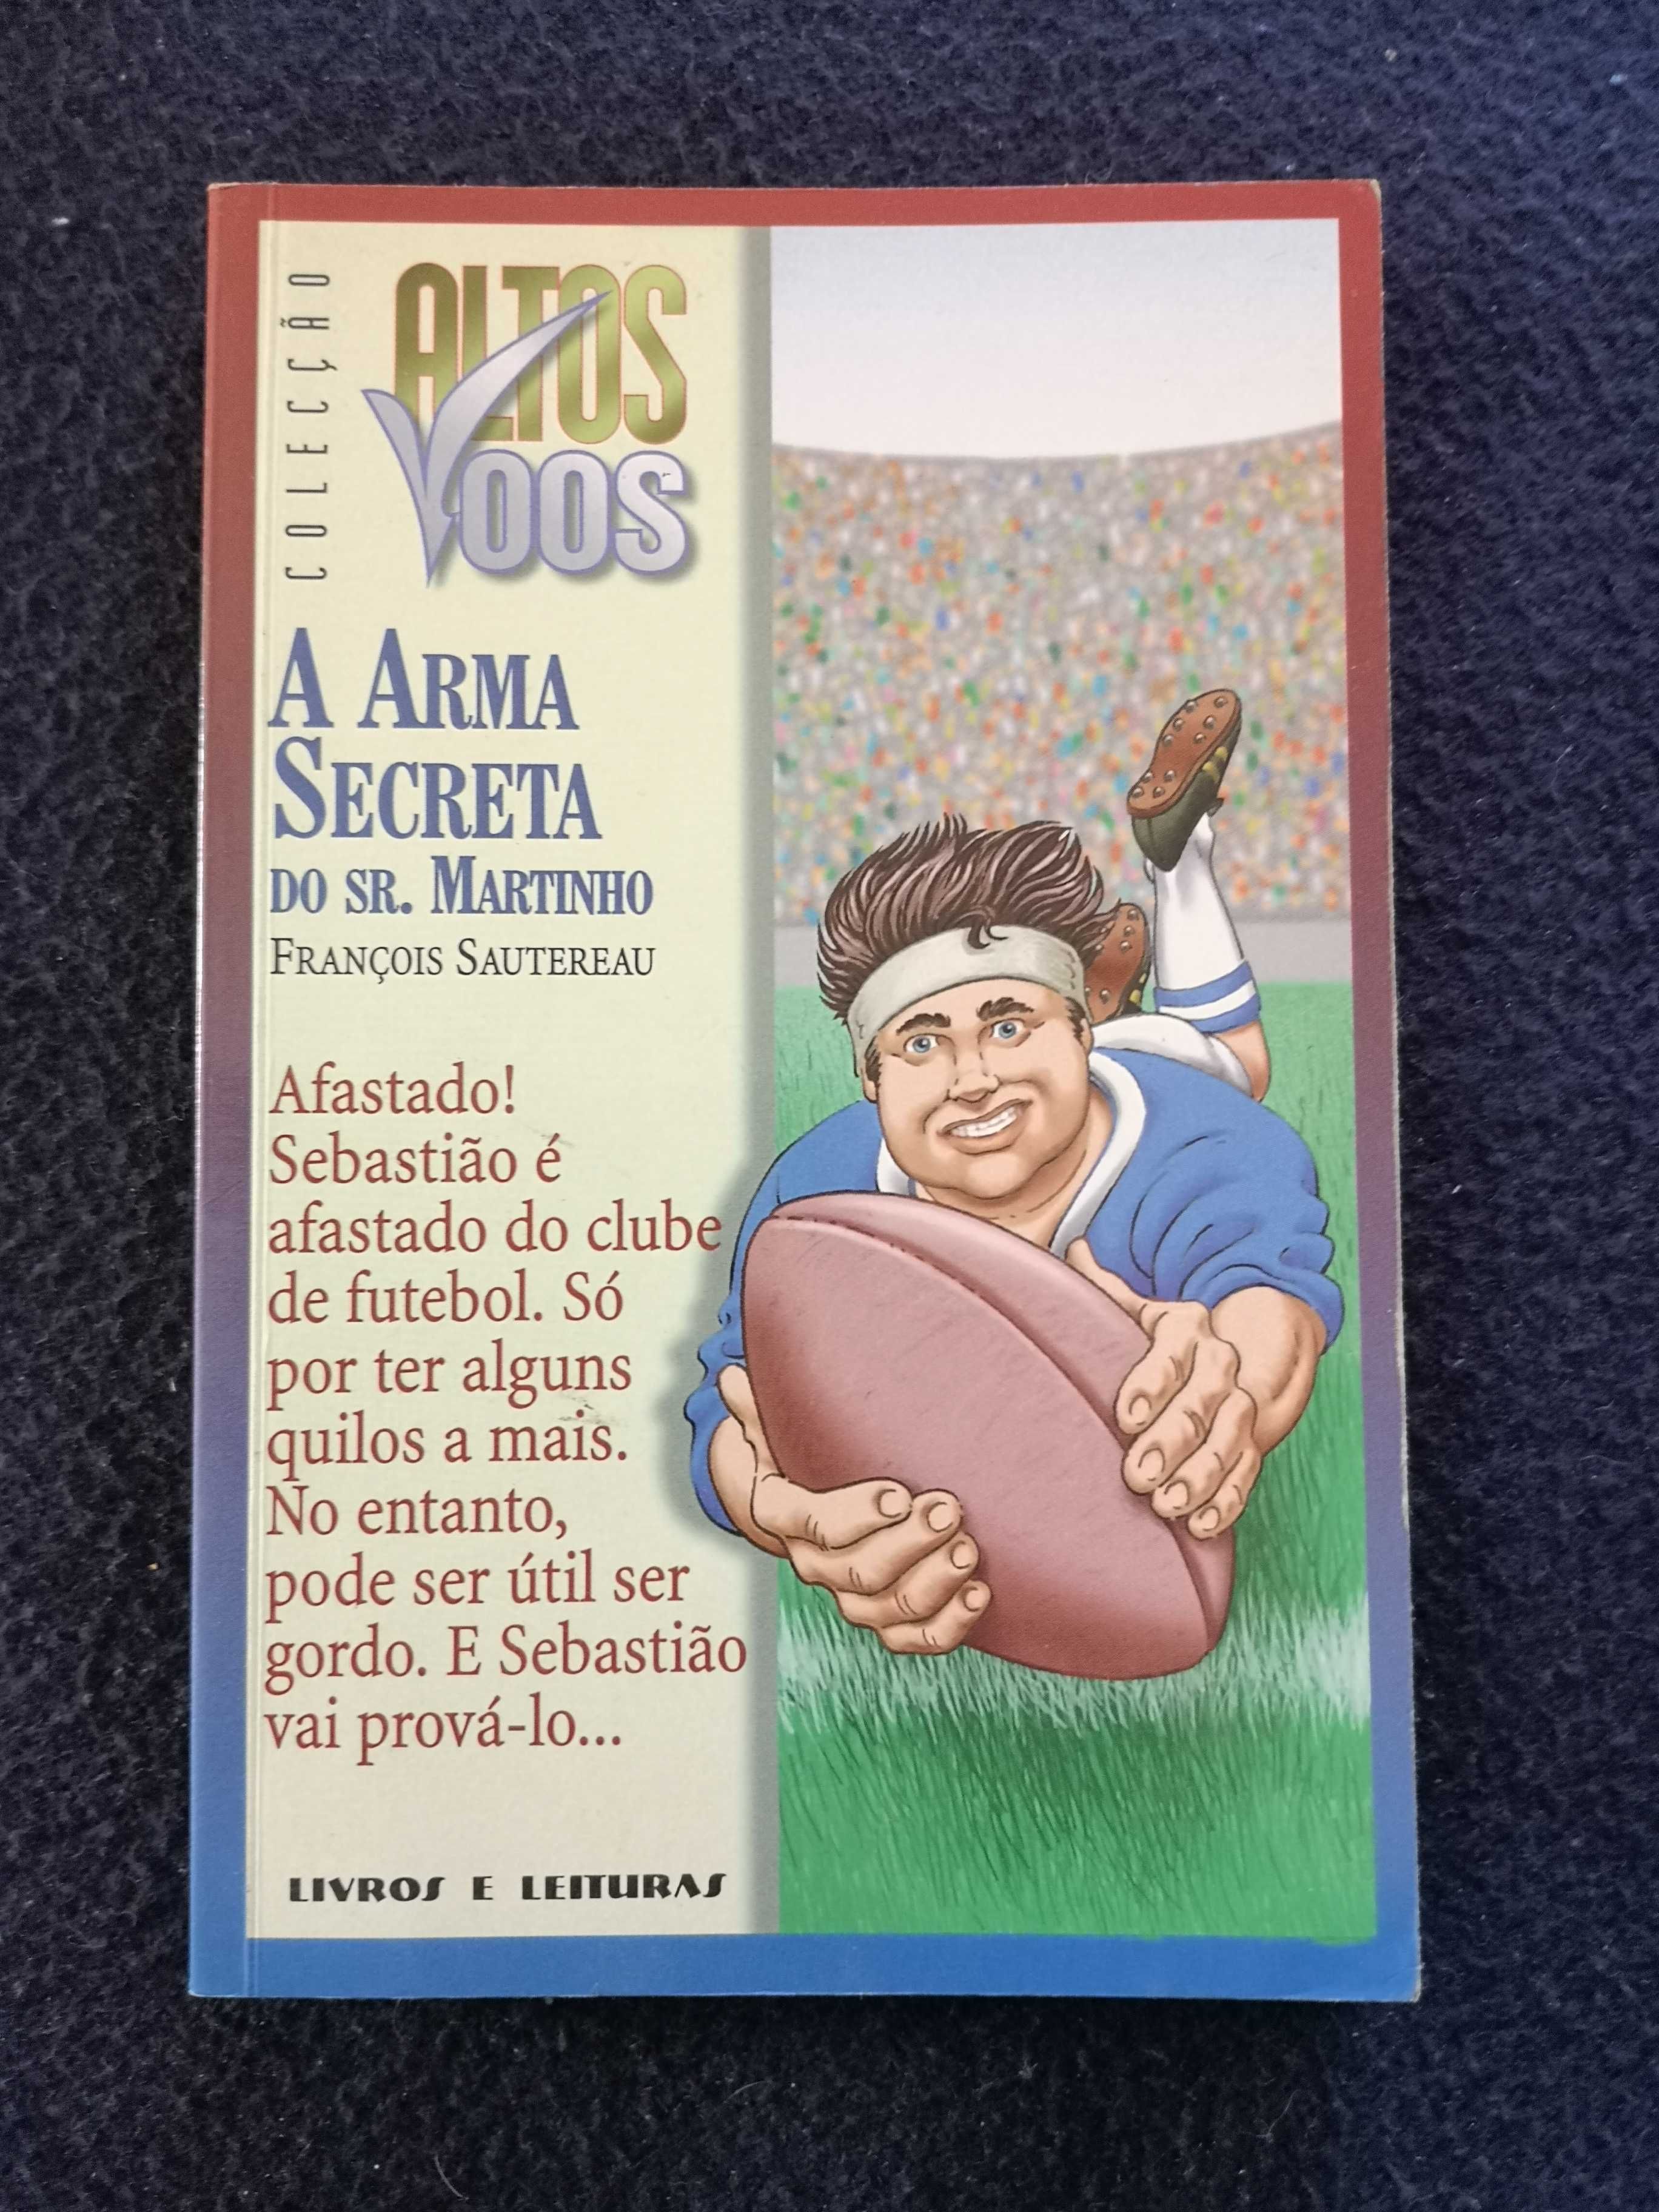 COLECÇÃO
ALTOS
VOOS
A ARMA
SECRETA
DO SR. MARTINHO
FRANÇOIS SAUTEREAU
Afastado!
Sebastião é
afastado do clube
de futebol. Só
por ter alguns
quilos a mais.
No entanto,
pode ser útil ser
gordo. E Sebastião
vai prová-lo...
LIVROS E LEITURAS